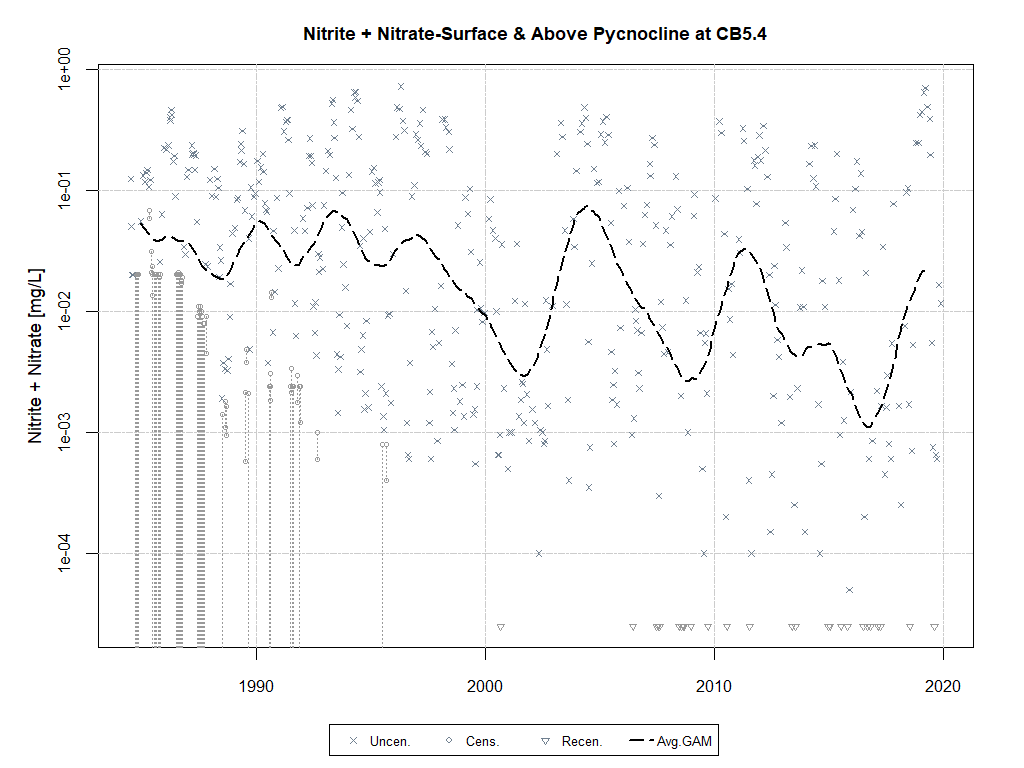 Nitrite + Nitrate-Surface & Above Pycnocline at CB5.4
Nitrite + Nitrate [mg/L]
1e+00
1e-01
1e-02
1e-03
1e-04
1990
2000
2010
2020
Uncen.
Cens.
Recen.
Avg.GAM